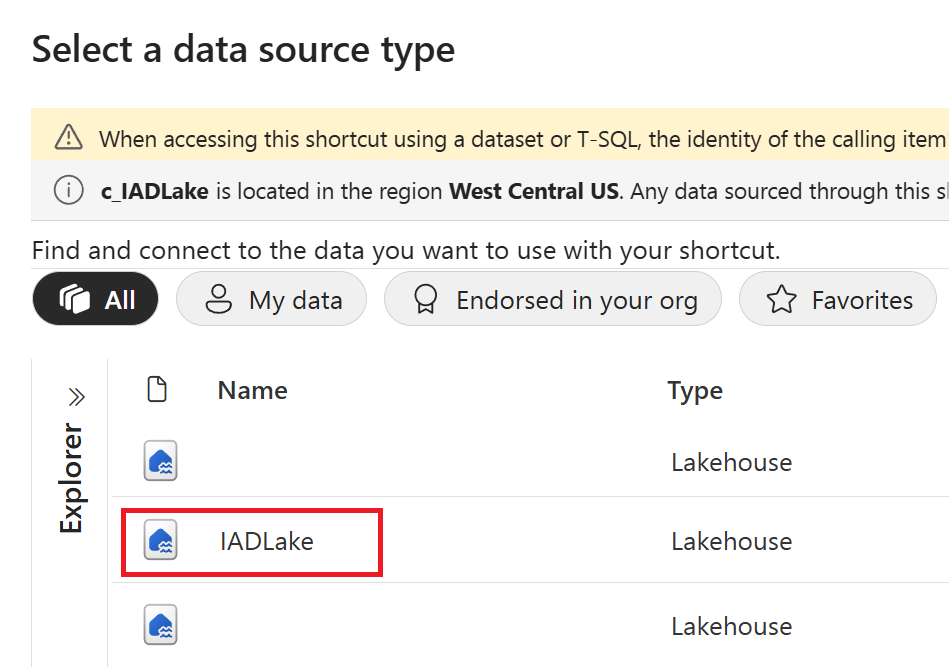 Select a data source type
When accessing this shortcut using a dataset or T-SQL, the identity of the calling item
c_IADLake is located in the region West Central US. Any data sourced through this
Find and connect to the data you want to use with your shortcut.
All My data Endorsed in your org Favorites
Explorer
Name Type
Lakehouse
IADLake Lakehouse
Lakehouse